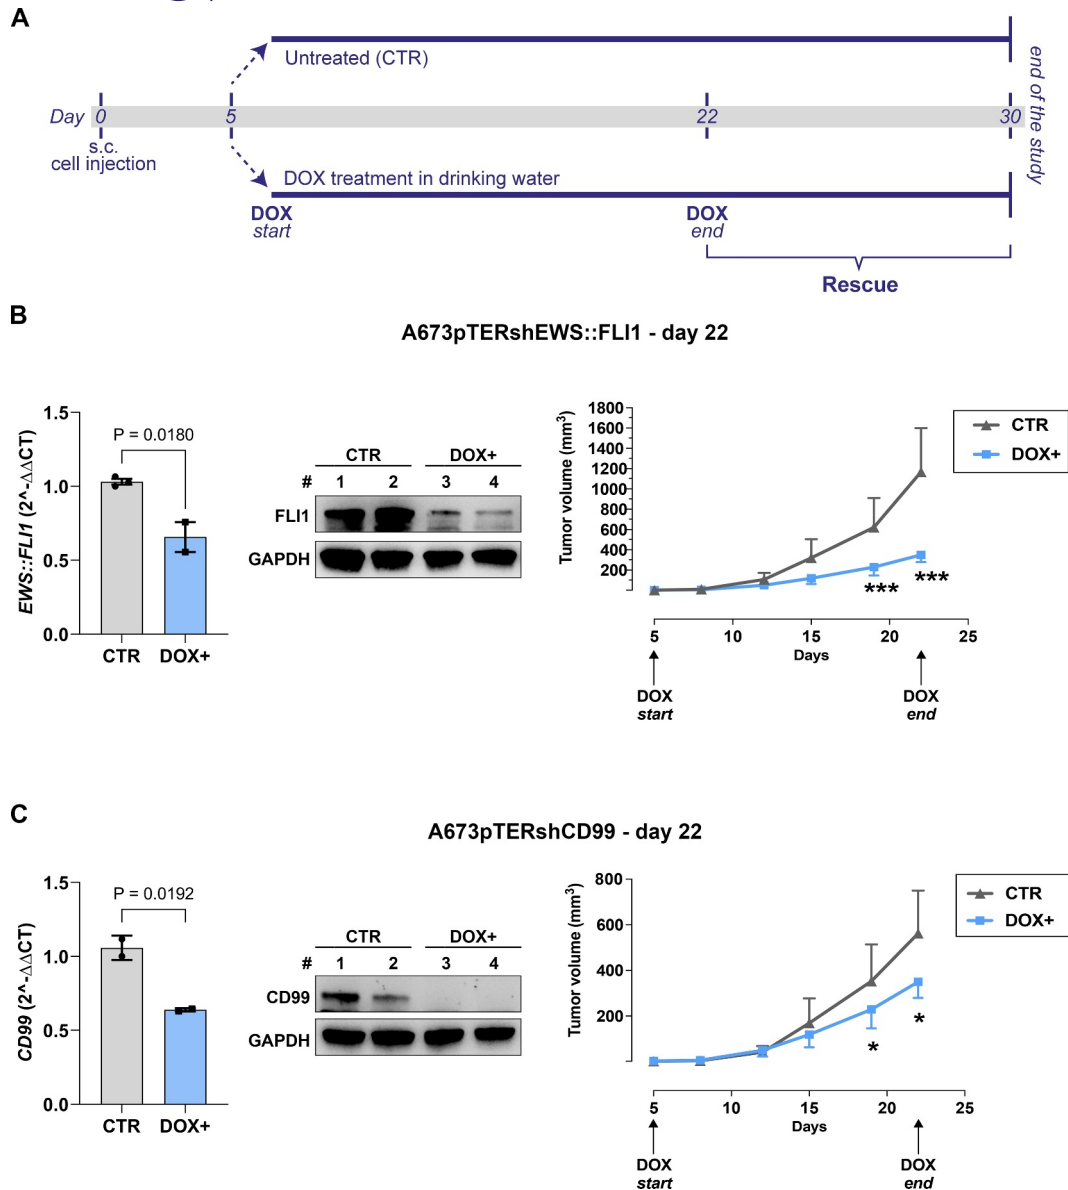 A
Untreated (CTR)
Day 0 5 22 30
s.c.
cell injection
end of the study
DOX treatment in drinking water
DOX
start
DOX
end
Rescue
B
A673pTERshEWS::FLI1 - day 22
EWS::FLI1 (2^-ΔΔCT)
1.5
1.0
0.5
0.0
P = 0.0180
CTR DOX+
CTR DOX+
# 1 2 3 4
FLI1
GAPDH
Tumor volume (mm³)
1800
1600
1400
1200
1000
800
600
400
200
*** ***
5 10 15 20 25
Days
DOX
start
DOX
end
CTR
DOX+
C
A673pTERshCD99 - day 22
CD99 (2^-ΔΔCT)
1.5
1.0
0.5
0.0
P = 0.0192
CTR DOX+
CTR DOX+
# 1 2 3 4
CD99
GAPDH
Tumor volume (mm³)
800
600
400
200
* *
5 10 15 20 25
Days
DOX
start
DOX
end
CTR
DOX+